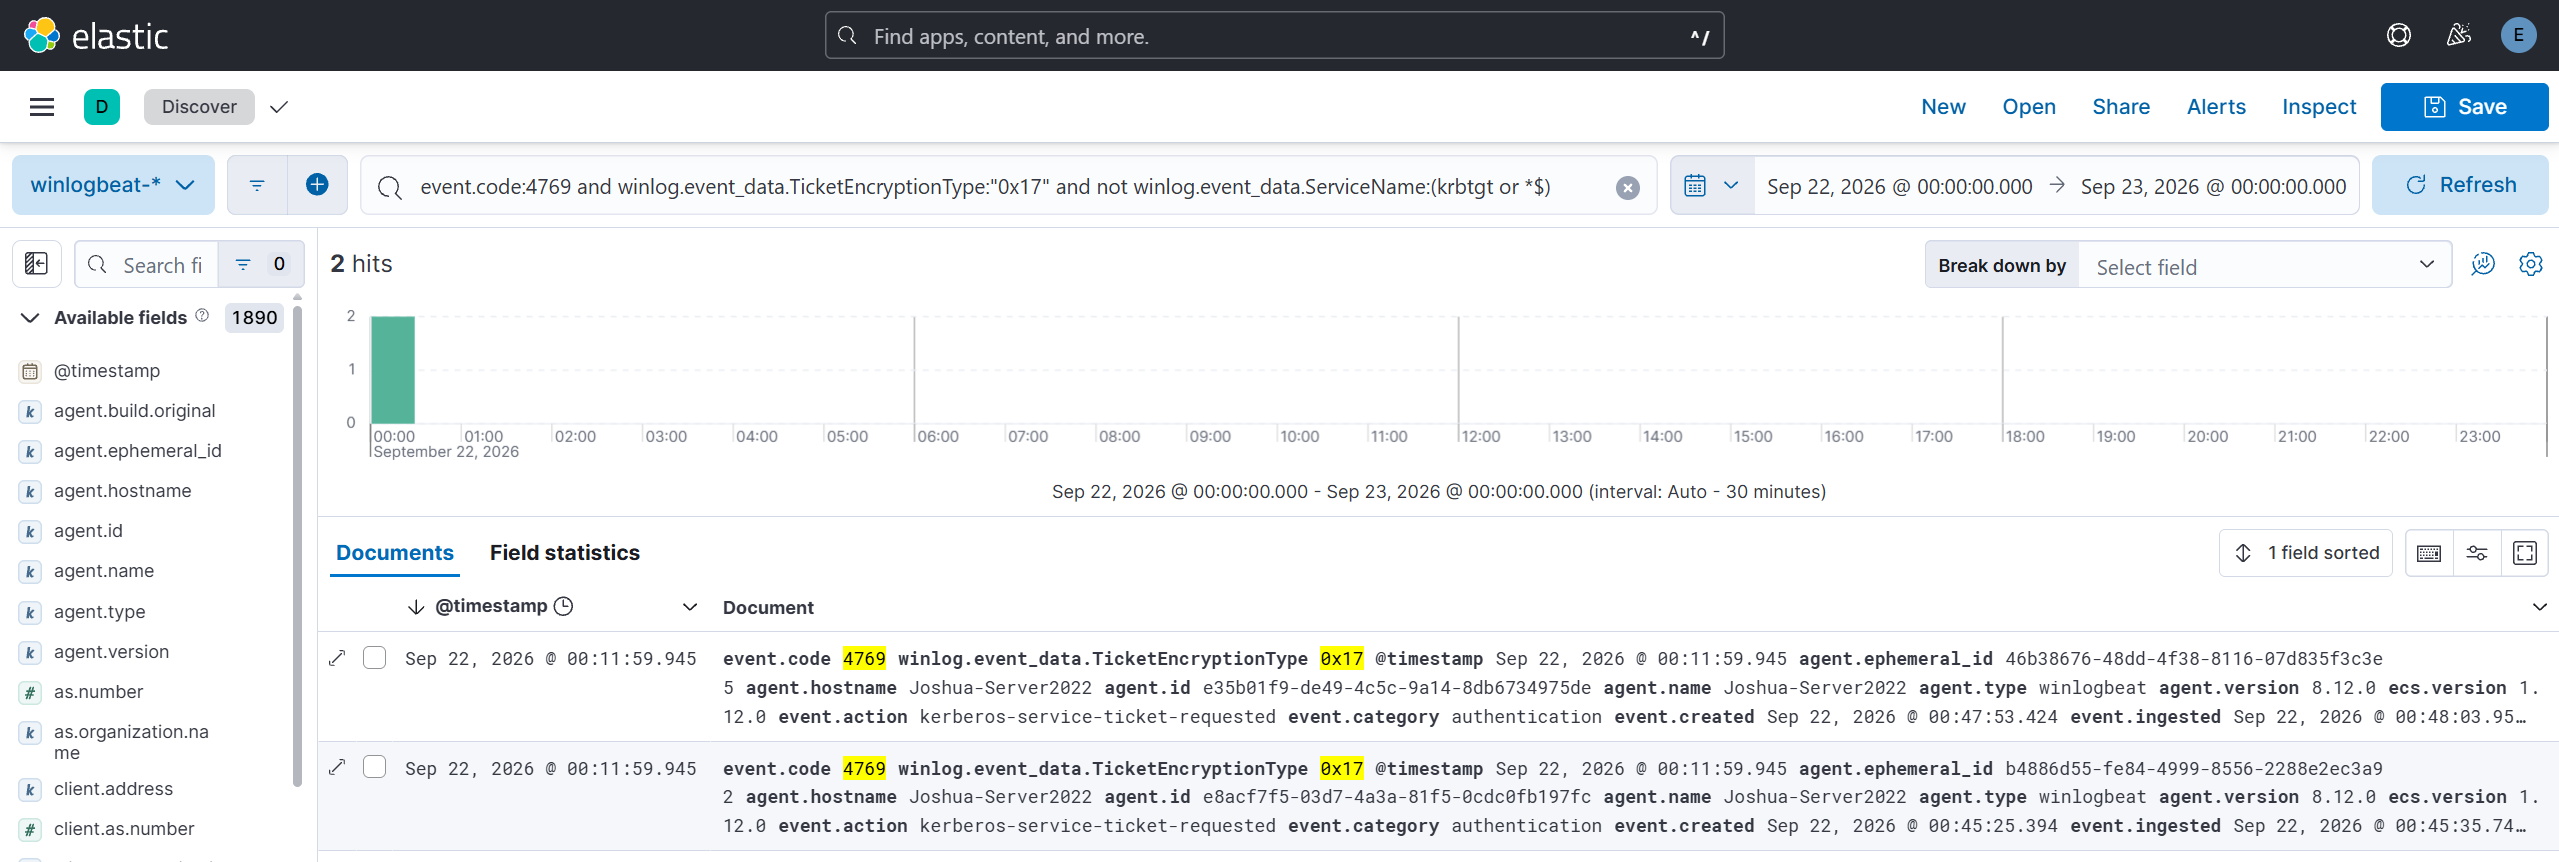 elastic
Find apps, content, and more.
^/
E
D
Discover
New
Open
Share
Alerts
Inspect
Save
winlogbeat-*
event.code:4769 and winlog.event_data.TicketEncryptionType:"0x17" and not winlog.event_data.ServiceName:(krbtgt or *$)
Sep 22, 2026 @ 00:00:00.000 → Sep 23, 2026 @ 00:00:00.000
Refresh
Search fi
0
2 hits
Break down by
Select field
Available fields
1890
@timestamp
k agent.build.original
k agent.ephemeral_id
k agent.hostname
k agent.id
k agent.name
k agent.type
k agent.version
# as.number
k as.organization.na
me
k client.address
# client.as.number
2
1
0
00:00 01:00 02:00 03:00 04:00 05:00 06:00 07:00 08:00 09:00 10:00 11:00 12:00 13:00 14:00 15:00 16:00 17:00 18:00 19:00 20:00 21:00 22:00 23:00
September 22, 2026
Sep 22, 2026 @ 00:00:00.000 - Sep 23, 2026 @ 00:00:00.000 (interval: Auto - 30 minutes)
Documents
Field statistics
1 field sorted
@timestamp
Document
Sep 22, 2026 @ 00:11:59.945
event.code 4769 winlog.event_data.TicketEncryptionType 0x17 @timestamp Sep 22, 2026 @ 00:11:59.945 agent.ephemeral_id 46b38676-48dd-4f38-8116-07d835f3c3e
5 agent.hostname Joshua-Server2022 agent.id e35b01f9-de49-4c5c-9a14-8db6734975de agent.name Joshua-Server2022 agent.type winlogbeat agent.version 8.12.0 ecs.version 1.
12.0 event.action kerberos-service-ticket-requested event.category authentication event.created Sep 22, 2026 @ 00:47:53.424 event.ingested Sep 22, 2026 @ 00:48:03.95…
Sep 22, 2026 @ 00:11:59.945
event.code 4769 winlog.event_data.TicketEncryptionType 0x17 @timestamp Sep 22, 2026 @ 00:11:59.945 agent.ephemeral_id b4886d55-fe84-4999-8556-2288e2ec3a9
2 agent.hostname Joshua-Server2022 agent.id e8acf7f5-03d7-4a3a-81f5-0cdc0fb197fc agent.name Joshua-Server2022 agent.type winlogbeat agent.version 8.12.0 ecs.version 1.
12.0 event.action kerberos-service-ticket-requested event.category authentication event.created Sep 22, 2026 @ 00:45:25.394 event.ingested Sep 22, 2026 @ 00:45:35.74…